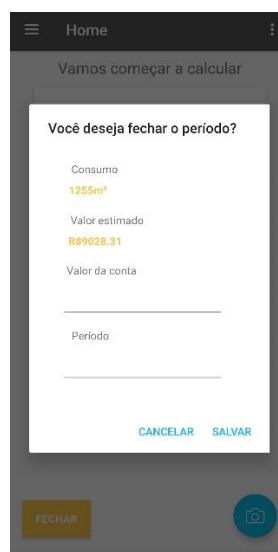 Home
Vamos começar a calcular
Você deseja fechar o período?
Consumo
1255m³
Valor estimado
R$9028.31
Valor da conta
Período
CANCELAR SALVAR
FECHAR